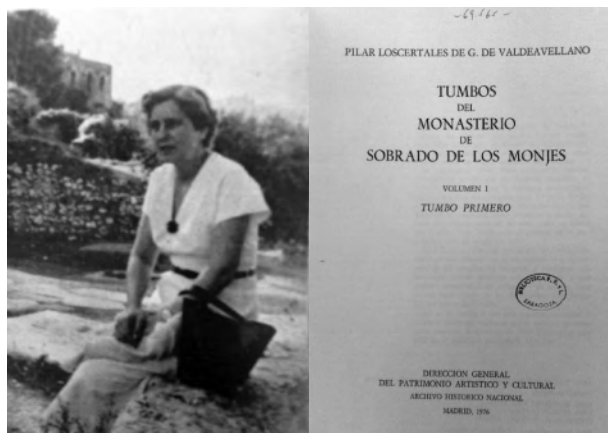 PILAR LOSCERTALES DE G. DE VALDEAVELLANO
TUMBOS
DEL
MONASTERIO
DE
SOBRADO DE LOS MONJES
VOLUMEN I
TUMBO PRIMERO
ZARAGOZA
DIRECCION GENERAL
DEL PATRIMONIO ARTISTICO Y CULTURAL
ARCHIVO HISTORICO NACIONAL
MADRID, 1976